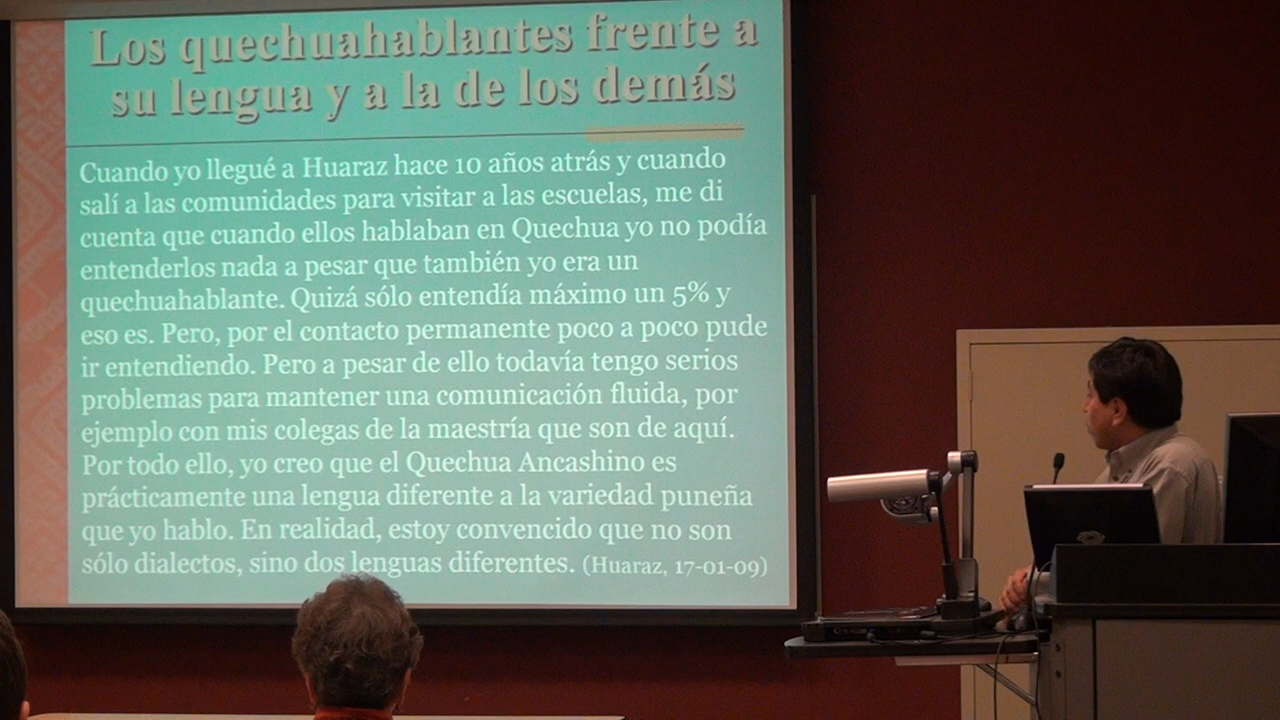 Los quechuahablantes frente a
su lengua y a la de los demás
Cuando yo llegué a Huaraz hace 10 años atrás y cuando
salí a las comunidades para visitar a las escuelas, me di
cuenta que cuando ellos hablaban en Quechua yo no podía
entenderlos nada a pesar que también yo era un
quechuahablante. Quizá sólo entendía máximo un 5% y
eso es. Pero, por el contacto permanente poco a poco pude
ir entendiendo. Pero a pesar de ello todavía tengo serios
problemas para mantener una comunicación fluida, por
ejemplo con mis colegas de la maestría que son de aquí.
Por todo ello, yo creo que el Quechua Ancashino es
prácticamente una lengua diferente a la variedad puneña
que yo hablo. En realidad, estoy convencido que no son
sólo dialectos, sino dos lenguas diferentes. (Huaraz, 17-01-09)